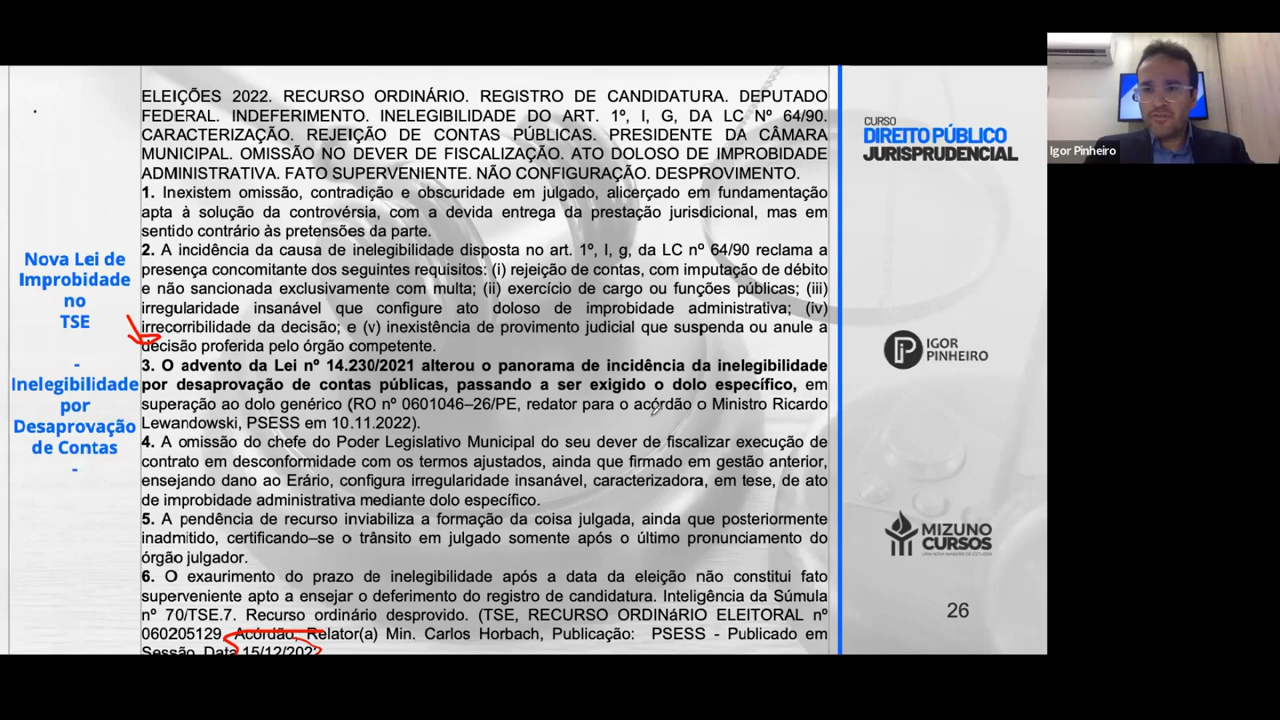 ELEIÇÕES 2022. RECURSO ORDINÁRIO. REGISTRO DE CANDIDATURA. DEPUTADO
FEDERAL. INDEFERIMENTO. INELEGIBILIDADE DO ART. 1º, I, G, DA LC Nº 64/90.
CARACTERIZAÇÃO. REJEIÇÃO DE CONTAS PÚBLICAS. PRESIDENTE DA CÂMARA
MUNICIPAL. OMISSÃO NO DEVER DE FISCALIZAÇÃO. ATO DOLOSO DE IMPROBIDADE
ADMINISTRATIVA. FATO SUPERVENIENTE. NÃO CONFIGURAÇÃO. DESPROVIMENTO.
1. Inexistem omissão, contradição e obscuridade em julgado, alicerçado em fundamentação
apta à solução da controvérsia, com a devida entrega da prestação jurisdicional, mas em
sentido contrário às pretensões da parte.
2. A incidência da causa de inelegibilidade disposta no art. 1º, I, g, da LC nº 64/90 reclama a
presença concomitante dos seguintes requisitos: (i) rejeição de contas, com imputação de débito
e não sancionada exclusivamente com multa; (ii) exercício de cargo ou funções públicas; (iii)
irregularidade insanável que configure ato doloso de improbidade administrativa; (iv)
irrecorribilidade da decisão; e (v) inexistência de provimento judicial que suspenda ou anule a
decisão proferida pelo órgão competente.
3. O advento da Lei nº 14.230/2021 alterou o panorama de incidência da inelegibilidade
por desaprovação de contas públicas, passando a ser exigido o dolo específico, em
superação ao dolo genérico (RO nº 0601046–26/PE, redator para o acórdão o Ministro Ricardo
Lewandowski, PSESS em 10.11.2022).
4. A omissão do chefe do Poder Legislativo Municipal do seu dever de fiscalizar execução de
contrato em desconformidade com os termos ajustados, ainda que firmado em gestão anterior,
ensejando dano ao Erário, configura irregularidade insanável, caracterizadora, em tese, de ato
de improbidade administrativa mediante dolo específico.
5. A pendência de recurso inviabiliza a formação da coisa julgada, ainda que posteriormente
inadmitido, certificando–se o trânsito em julgado somente após o último pronunciamento do
órgão julgador.
6. O exaurimento do prazo de inelegibilidade após a data da eleição não constitui fato
superveniente apto a ensejar o deferimento do registro de candidatura. Inteligência da Súmula
nº 70/TSE.7. Recurso ordinário desprovido. (TSE, RECURSO ORDINáRIO ELEITORAL nº
060205129, Acórdão, Relator(a) Min. Carlos Horbach, Publicação: PSESS - Publicado em
Sessão, Data 15/12/2022
Nova Lei de
Improbidade
no
TSE
-
Inelegibilidade
por
Desaprovação
de Contas
-
CURSO
DIREITO PÚBLICO
JURISPRUDENCIAL
IGOR
PINHEIRO
MIZUNO
CURSOS
UMA NOVA MANEIRA DE ESTUDAR
26
Igor Pinheiro